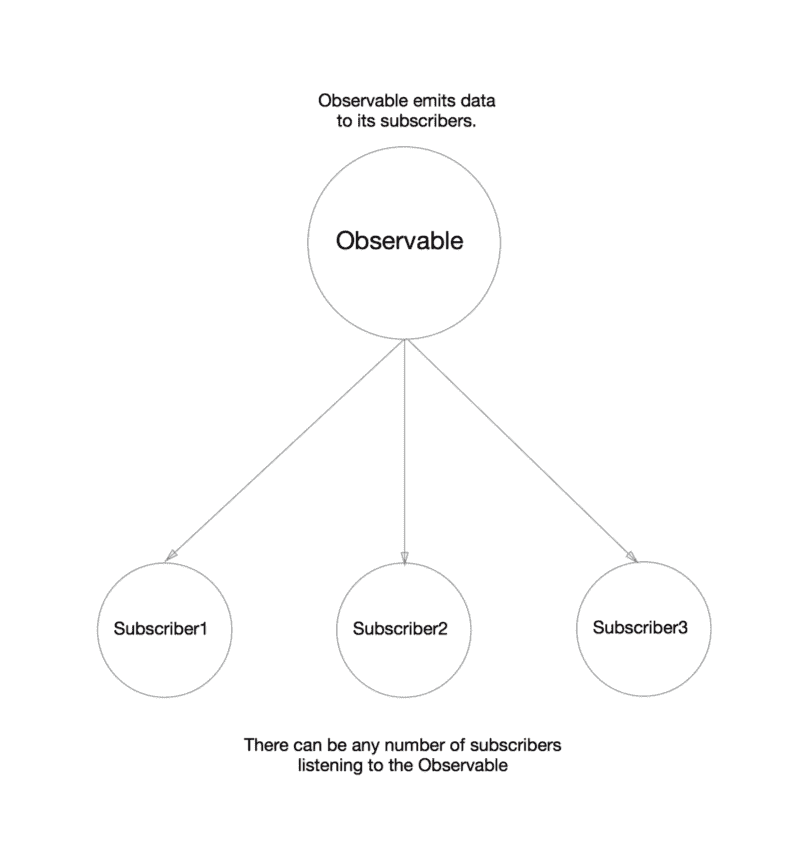 Observable emits data
to its subscribers.
Observable
Subscriber1
Subscriber2
Subscriber3
There can be any number of subscribers
listening to the Observable